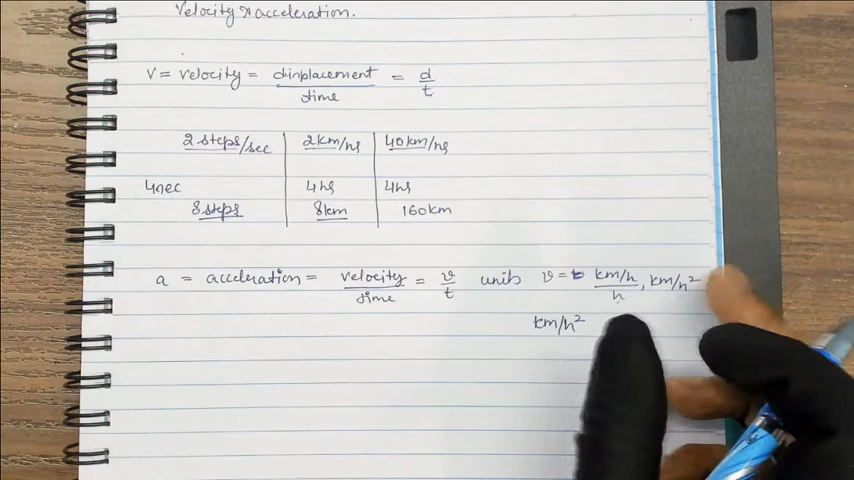 Velocity & acceleration.
V = velocity = displacement / time = d / t
2 steps/sec 2km/hr 40km/hr
4sec 4hr 4hr
8 steps 8km 160km
a = acceleration = velocity / time = v / t units v = km/h / h, km/h²
km/h²